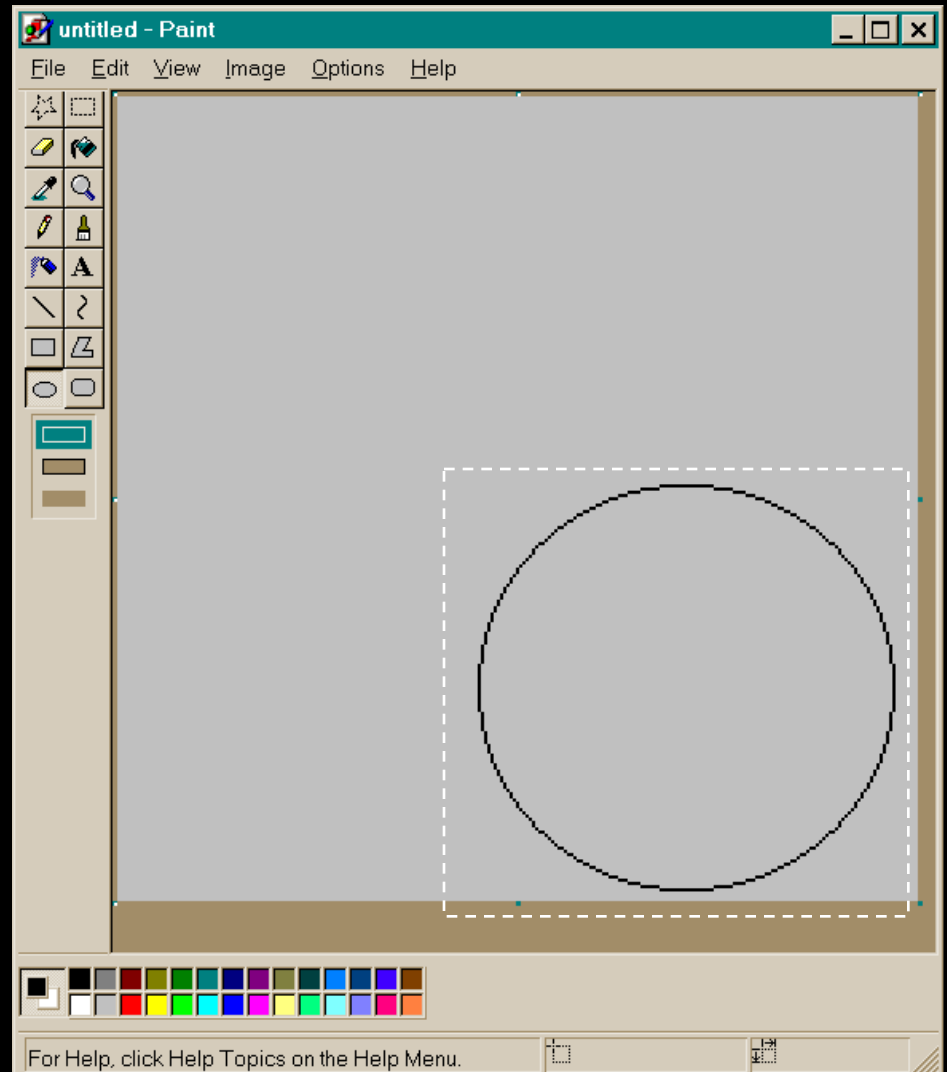 untitled - Paint
File Edit View Image Options Help
A
For Help, click Help Topics on the Help Menu.